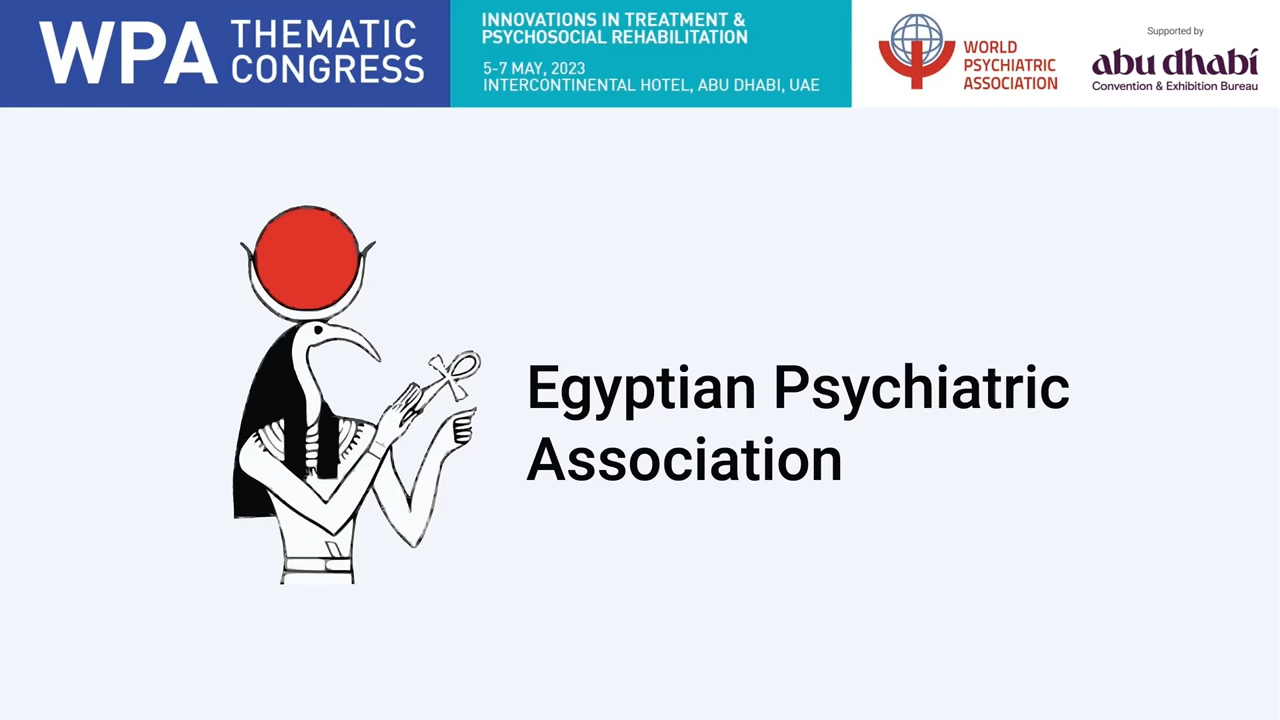 WPA THEMATIC
CONGRESS
INNOVATIONS IN TREATMENT &
PSYCHOSOCIAL REHABILITATION
5-7 MAY, 2023
INTERCONTINENTAL HOTEL, ABU DHABI, UAE
WORLD
PSYCHIATRIC
ASSOCIATION
Supported by
abu dhabi
Convention & Exhibition Bureau
Egyptian Psychiatric
Association